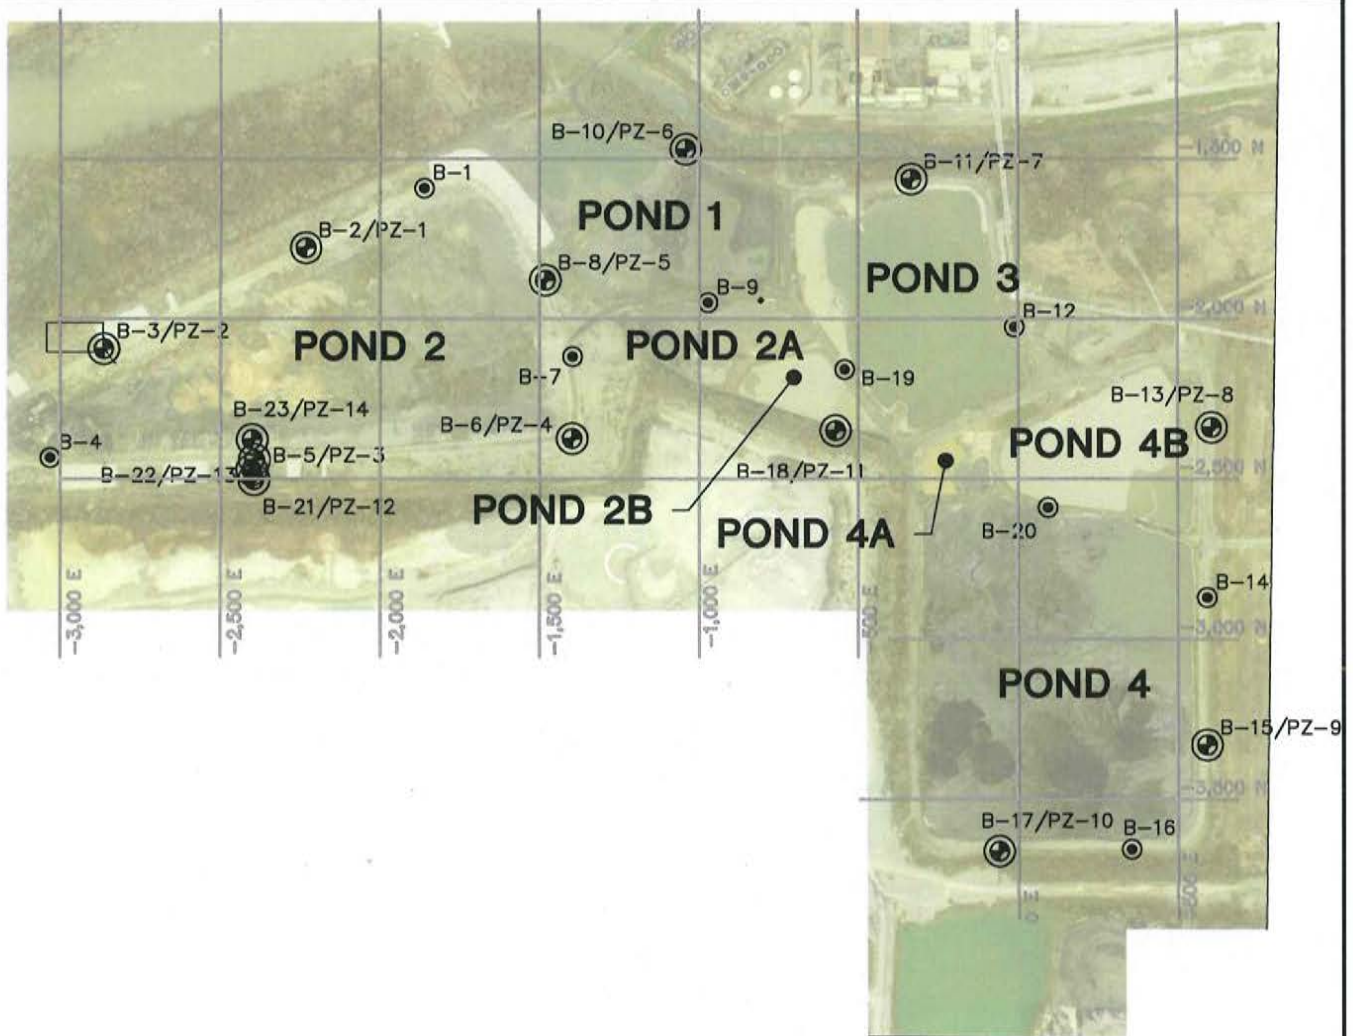 B-10/PZ-6
-1,500 N
B-11/PZ-7
B-1
POND 1
B-2/PZ-1
B-8/PZ-5
POND 3
B-9
B-12
B-3/PZ-2
POND 2
POND 2A
B-7
B-19
B-13/PZ-8
B-23/PZ-14
B-6/PZ-4
B-4
B-5/PZ-3
POND 4B
B-22/PZ-13
B-18/PZ-11
-2,500 N
B-21/PZ-12
POND 2B
POND 4A
B-20
-2,000 N
B-14
-3,000 E
-2,500 E
-2,000 E
-1,500 E
-1,000 E
-500 E
-3,000 N
POND 4
B-15/PZ-9
-3,500 N
B-17/PZ-10
B-16
0 E
500 E